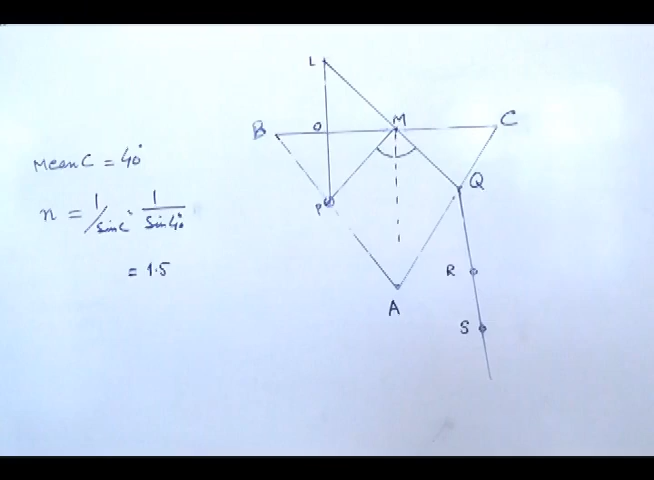 L
B
O
M
C
Mean C = 40°
Q
n = 1/sinc = 1/sin40°
P
= 1.5
R
A
S